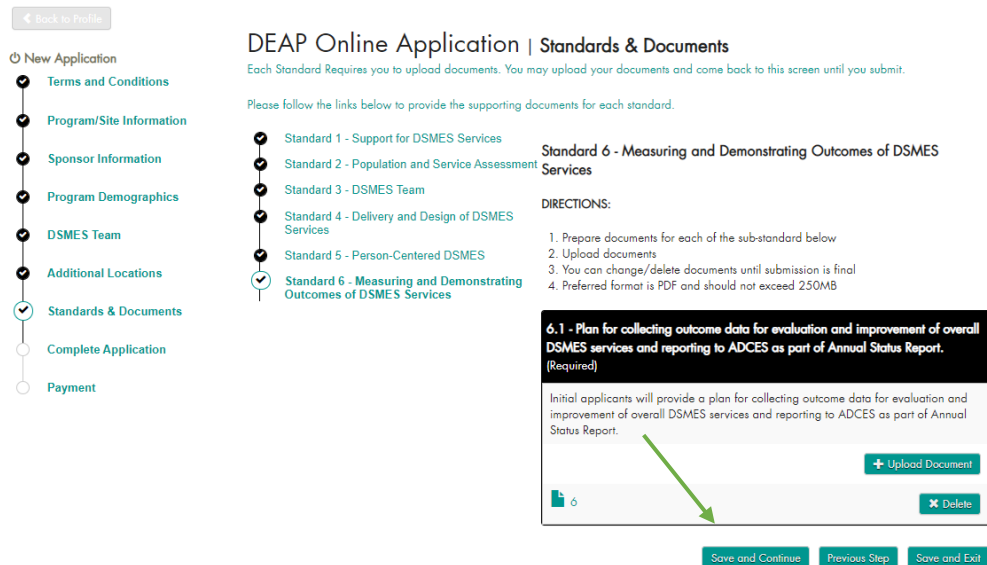 Back to Profile
New Application
Terms and Conditions
Program/Site Information
Sponsor Information
Program Demographics
DSMES Team
Additional Locations
Standards & Documents
Complete Application
Payment
DEAP Online Application | Standards & Documents
Each Standard Requires you to upload documents. You may upload your documents and come back to this screen until you submit.
Please follow the links below to provide the supporting documents for each standard.
Standard 1 - Support for DSMES Services
Standard 2 - Population and Service Assessment
Standard 3 - DSMES Team
Standard 4 - Delivery and Design of DSMES
Services
Standard 5 - Person-Centered DSMES
Standard 6 - Measuring and Demonstrating
Outcomes of DSMES Services
Standard 6 - Measuring and Demonstrating Outcomes of DSMES
Services
DIRECTIONS:
1. Prepare documents for each of the sub-standard below
2. Upload documents
3. You can change/delete documents until submission is final
4. Preferred format is PDF and should not exceed 250MB
6.1 - Plan for collecting outcome data for evaluation and improvement of overall
DSMES services and reporting to ADCES as part of Annual Status Report.
(Required)
Initial applicants will provide a plan for collecting outcome data for evaluation and
improvement of overall DSMES services and reporting to ADCES as part of Annual
Status Report.
Upload Document
6
Delete
Save and Continue
Previous Step
Save and Exit